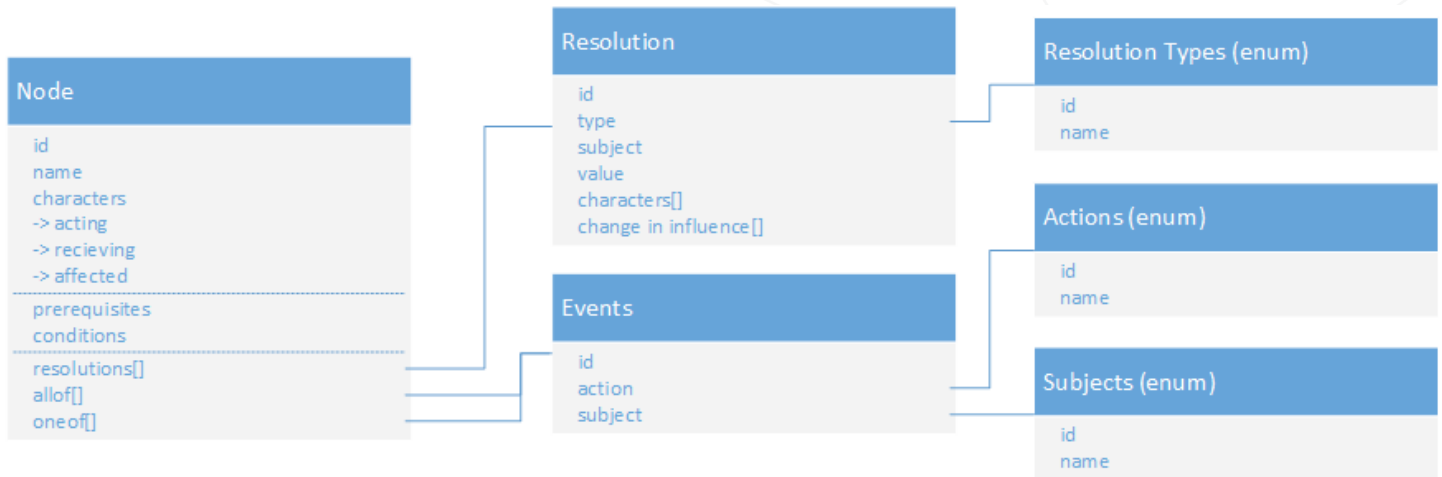 Node
id
name
characters
-> acting
-> recieving
-> affected
prerequisites
conditions
resolutions[]
allof[]
oneof[]
Resolution
id
type
subject
value
characters[]
change in influence[]
Events
id
action
subject
Resolution Types (enum)
id
name
Actions (enum)
id
name
Subjects (enum)
id
name